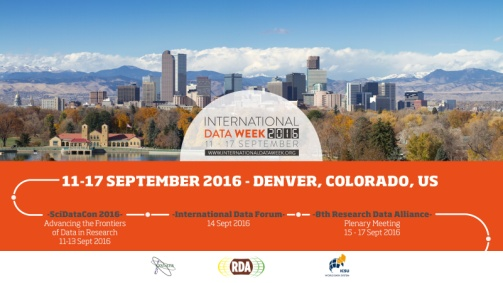 INTERNATIONAL
DATA WEEK 2016
11 - 17 SEPTEMBER
WWW.INTERNATIONALDATAWEEK.ORG
11-17 SEPTEMBER 2016 - DENVER, COLORADO, US
-SciDataCon 2016-
Advancing the Frontiers
of Data in Research
11-13 Sept 2016
-International Data Forum-
14 Sept 2016
-8th Research Data Alliance-
Plenary Meeting
15 - 17 Sept 2016
RDA
ICSU